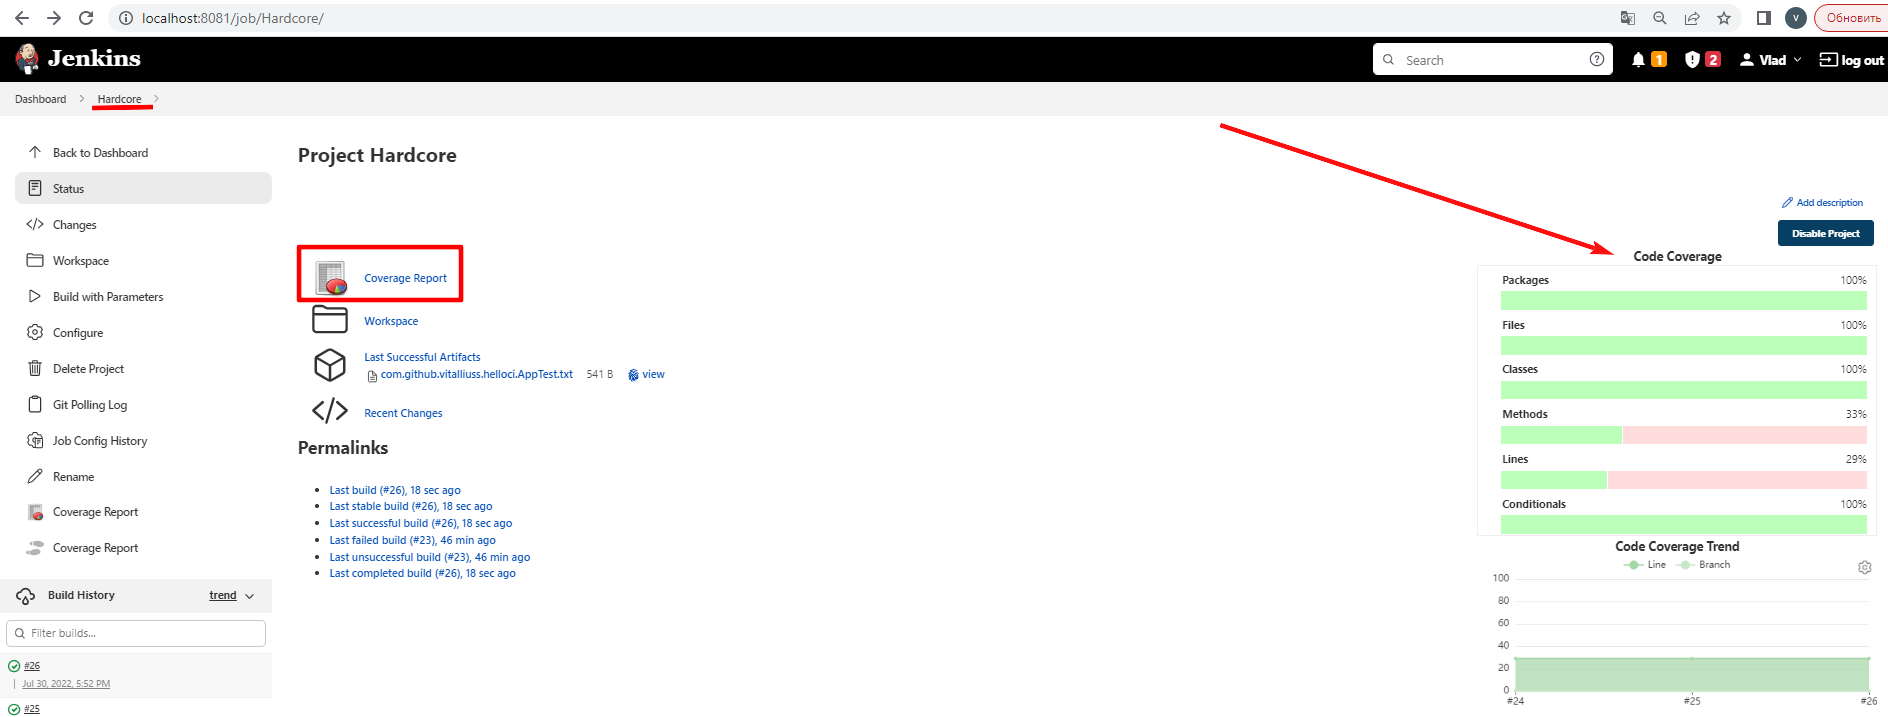 localhost:8081/job/Hardcore/
V
Обновить
Jenkins
Search
1
2
Vlad
log out
Dashboard
Hardcore
Back to Dashboard
Status
Changes
Workspace
Build with Parameters
Configure
Delete Project
Git Polling Log
Job Config History
Rename
Coverage Report
Coverage Report
Build History
trend
Filter builds...
#26
Jul 30, 2022, 5:52 PM
#25
Project Hardcore
Add description
Disable Project
Coverage Report
Workspace
Last Successful Artifacts
com.github.vitalliuss.helloci.AppTest.txt 541 B view
Recent Changes
Permalinks
Last build (#26), 18 sec ago
Last stable build (#26), 18 sec ago
Last successful build (#26), 18 sec ago
Last failed build (#23), 46 min ago
Last unsuccessful build (#23), 46 min ago
Last completed build (#26), 18 sec ago
Code Coverage
Packages 100%
Files 100%
Classes 100%
Methods 33%
Lines 29%
Conditionals 100%
Code Coverage Trend
Line Branch
100
80
60
40
20
0
#24 #25 #26